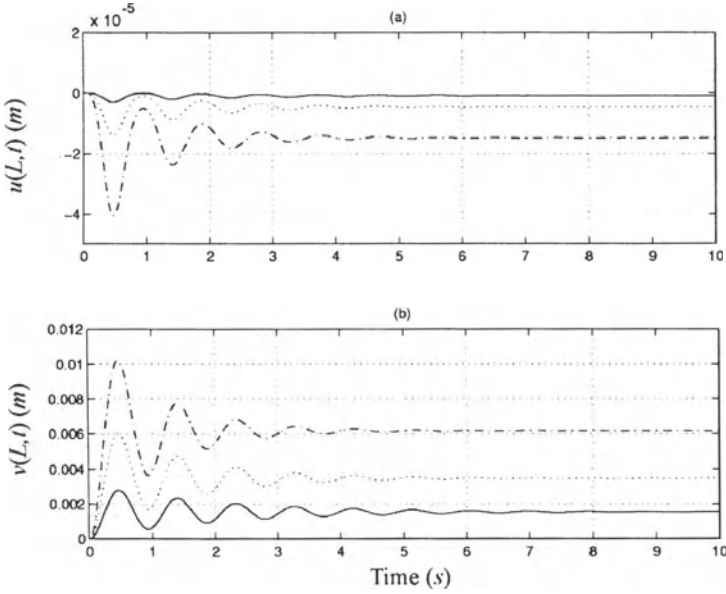 (a)
x 10⁻⁵
2
0
−2
−4
u(L,t) (m)
0 1 2 3 4 5 6 7 8 9 10
(b)
0.012
0.01
0.008
0.006
0.004
0.002
0
v(L,t) (m)
0 1 2 3 4 5 6 7 8 9 10
Time (s)